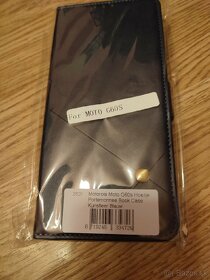 For MOTO G60S
Motorola Moto G60s Hoesje
Portemonnee Book Case
Kunstleer Blauw